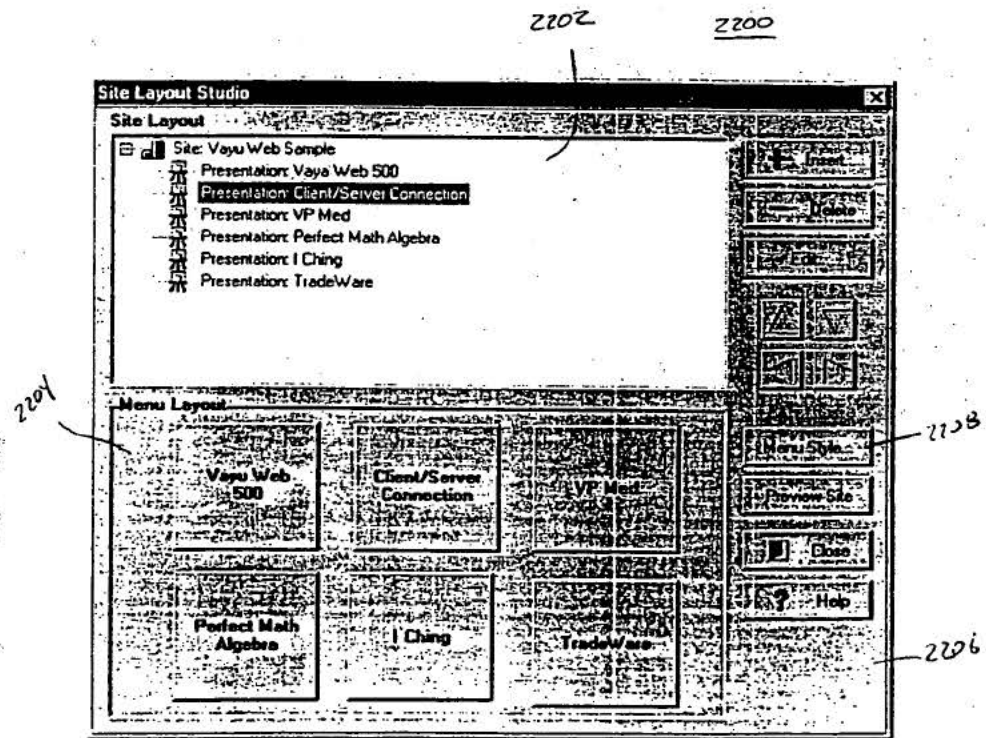 2202
2200
Site Layout Studio
Site Layout
Site: Vayu Web Sample
Presentation: Vaya Web 500
Presentation: Client/Server Connection
Presentation: VP Med
Presentation: Perfect Math Algebra
Presentation: I Ching
Presentation: TradeWare
Insert
Delete
Edit
Menu Layout
2204
Vayu Web
500
Client/Server
Connection
VP Med
Perfect Math
Algebra
I Ching
TradeWare
Menu Style
2208
Preview Site
Close
? Help
2206